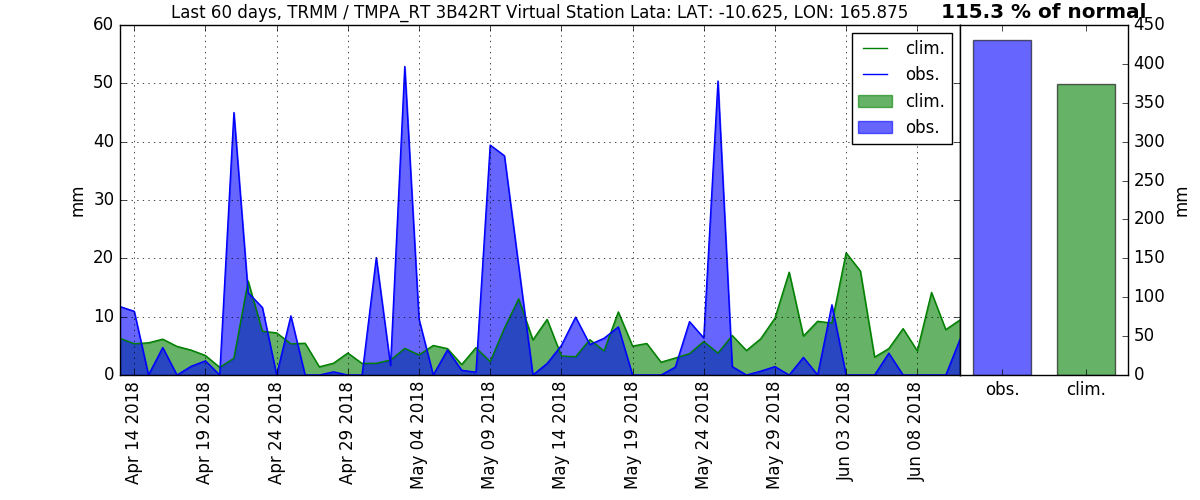 Last 60 days, TRMM / TMPA_RT 3B42RT Virtual Station Lata: LAT: -10.625, LON: 165.875
115.3 % of normal
60
50
40
30
20
10
0
mm
clim.
obs.
clim.
obs.
450
400
350
300
250
200
150
100
50
0
mm
Apr 14 2018
Apr 19 2018
Apr 24 2018
Apr 29 2018
May 04 2018
May 09 2018
May 14 2018
May 19 2018
May 24 2018
May 29 2018
Jun 03 2018
Jun 08 2018
obs.
clim.